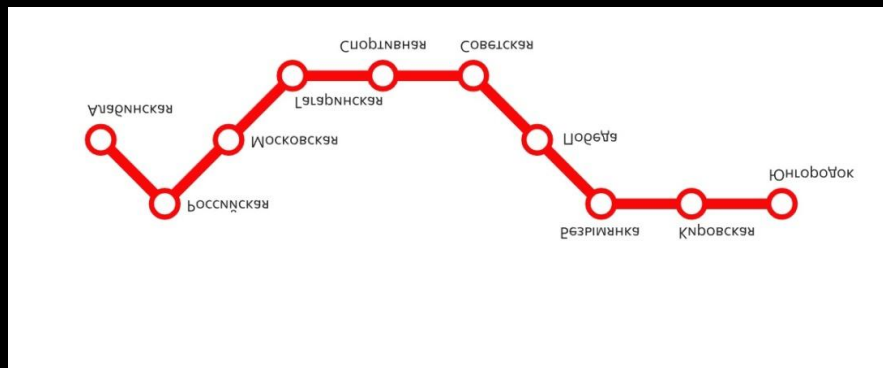 Спортивная
Советская
Алабинская
Гагаринская
Московская
Победа
Юнгородок
Российская
Безымянка
Кировская